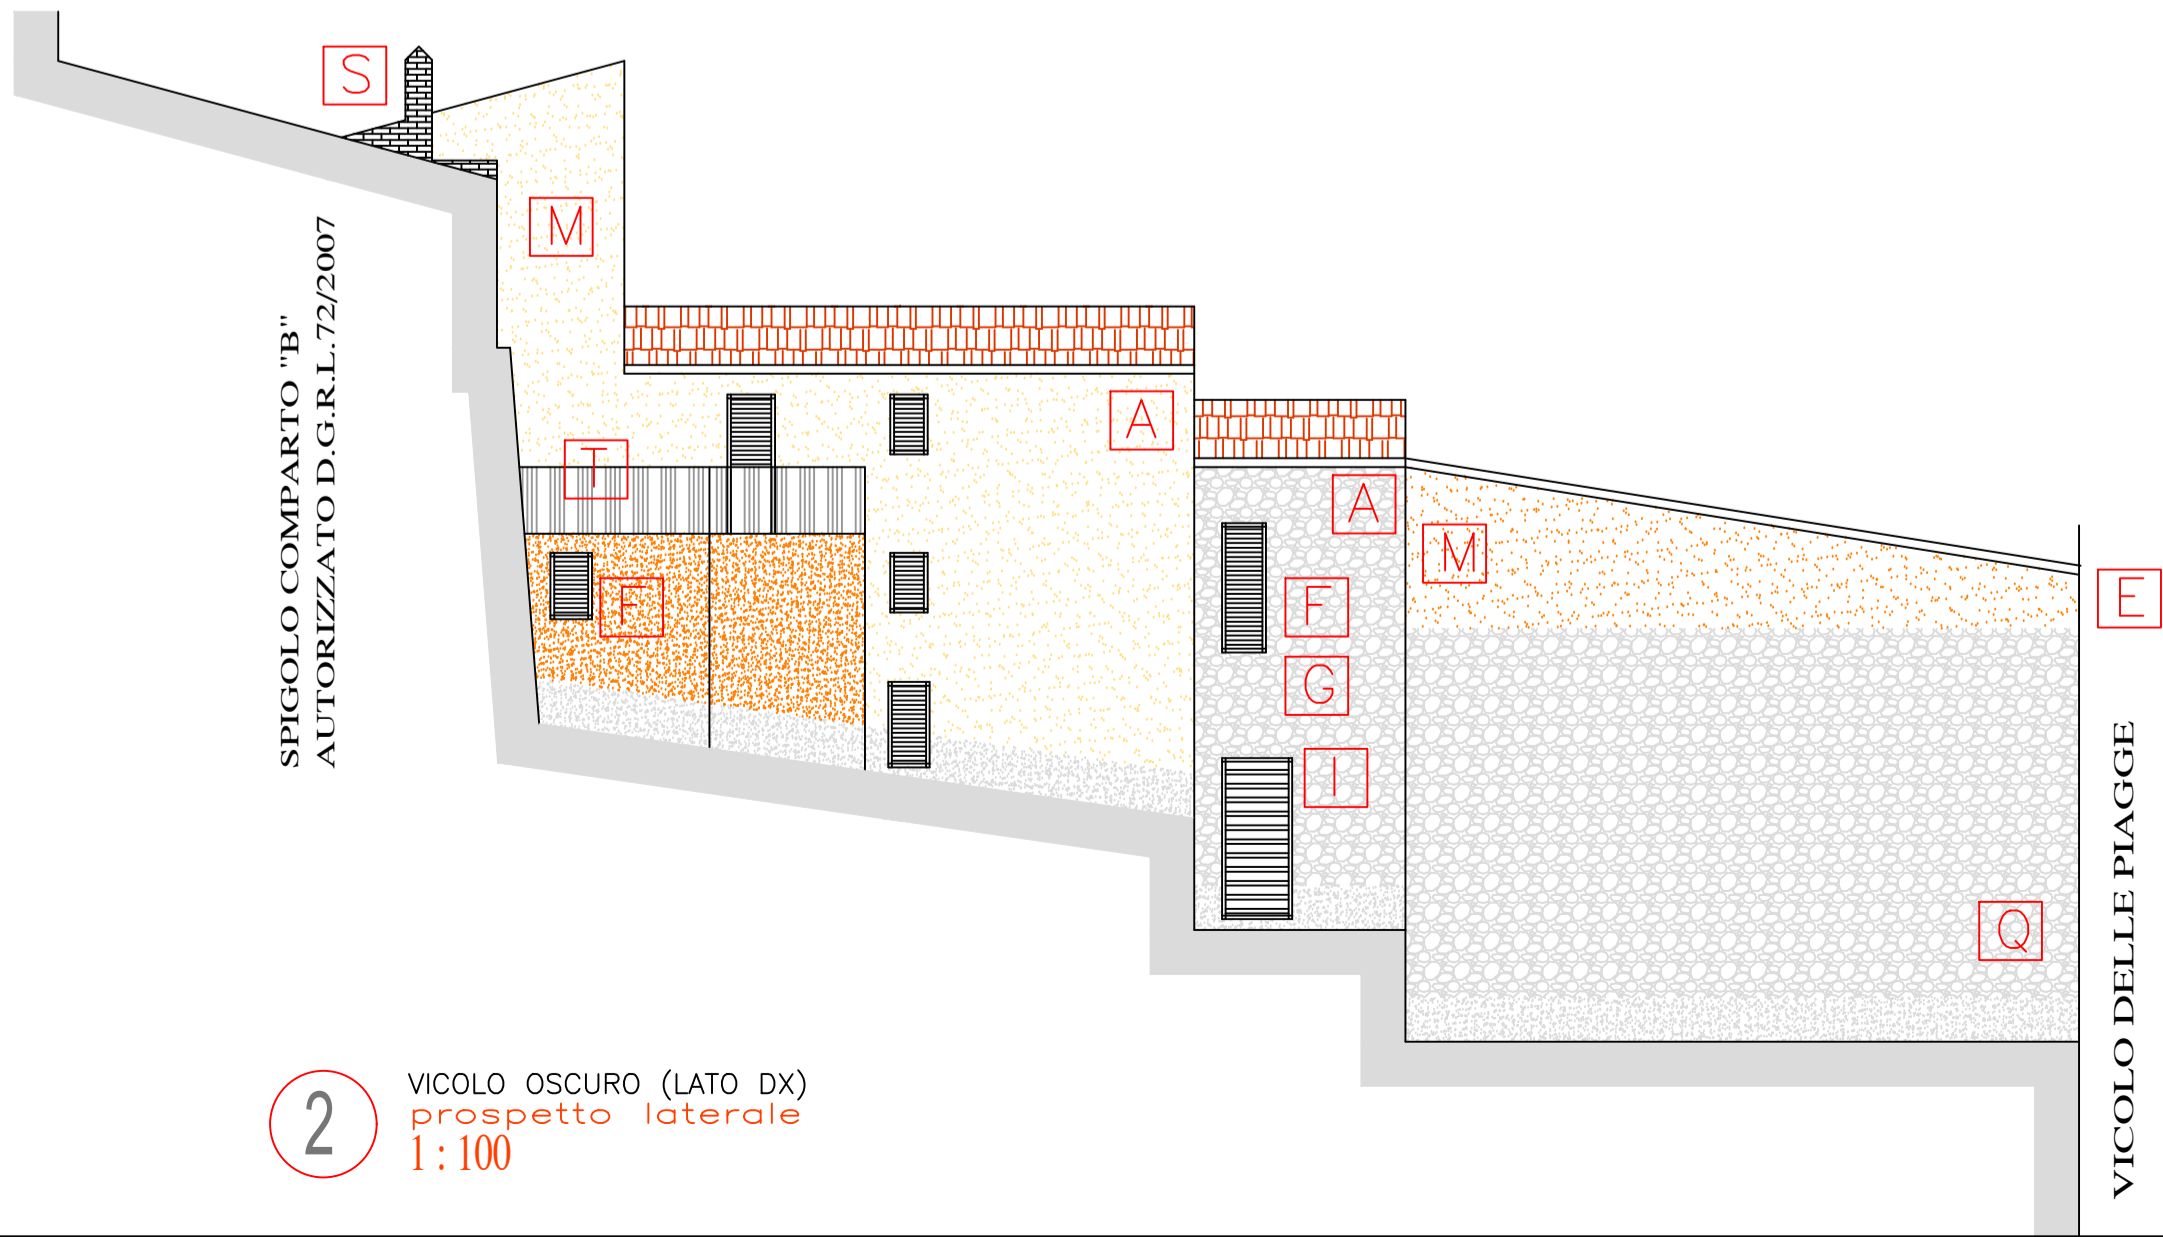 S
M
SPIGOLO COMPARTO "B"
AUTORIZZATO D.G.R.L.72/2007
A
T
A
M
F
F
E
G
I
Q
VICOLO DELLE PIAGGE
2
VICOLO OSCURO (LATO DX)
prospetto laterale
1 : 100